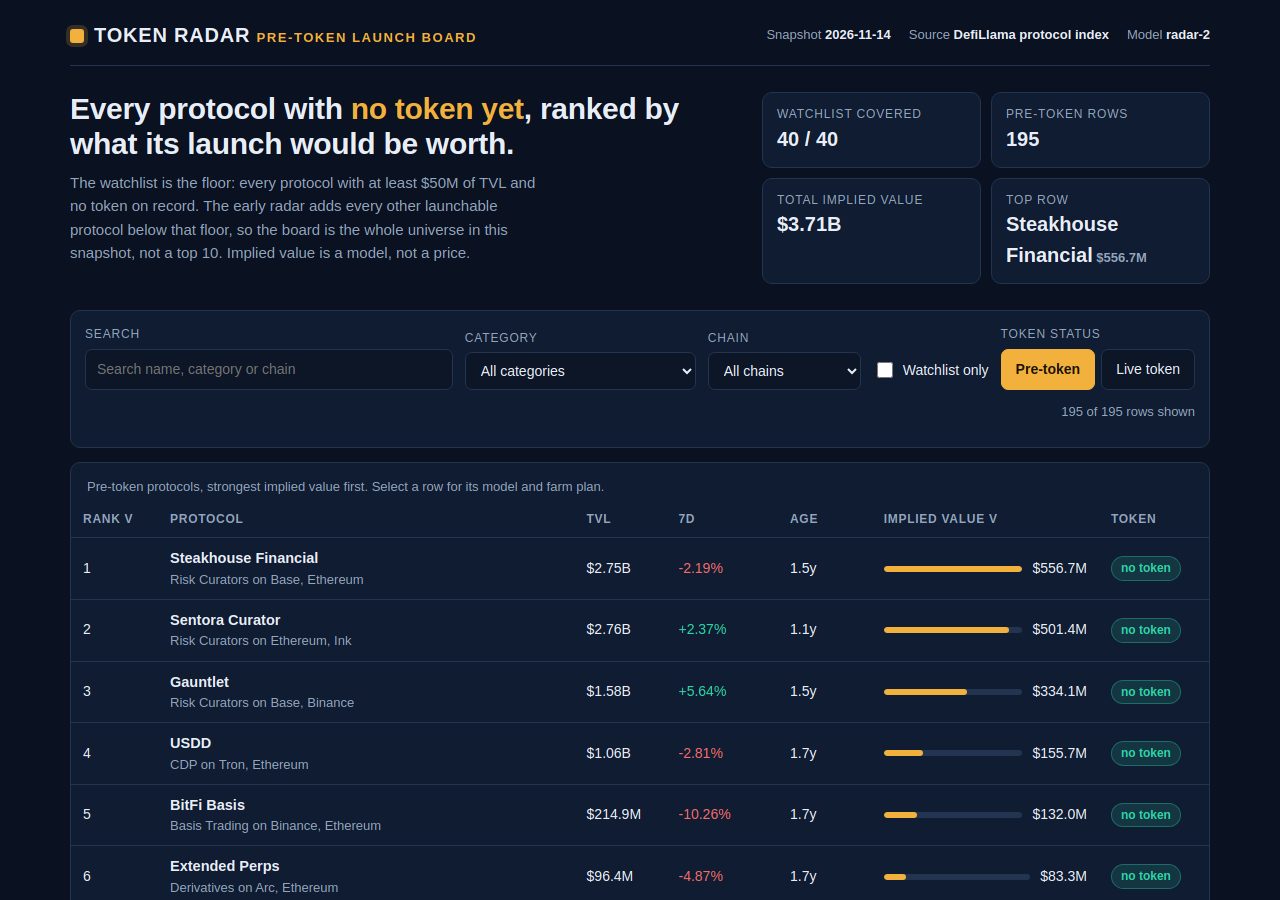 TOKEN RADAR PRE-TOKEN LAUNCH BOARD
Snapshot 2026-11-14 Source DefiLlama protocol index Model radar-2
Every protocol with no token yet, ranked by
what its launch would be worth.
The watchlist is the floor: every protocol with at least $50M of TVL and
no token on record. The early radar adds every other launchable
protocol below that floor, so the board is the whole universe in this
snapshot, not a top 10. Implied value is a model, not a price.
WATCHLIST COVERED
40 / 40
PRE-TOKEN ROWS
195
TOTAL IMPLIED VALUE
$3.71B
TOP ROW
Steakhouse
Financial $556.7M
SEARCH
Search name, category or chain
CATEGORY
All categories
CHAIN
All chains
Watchlist only
TOKEN STATUS
Pre-token Live token
195 of 195 rows shown
Pre-token protocols, strongest implied value first. Select a row for its model and farm plan.
RANK V PROTOCOL TVL 7D AGE IMPLIED VALUE V TOKEN
1 Steakhouse Financial $2.75B -2.19% 1.5y $556.7M no token
Risk Curators on Base, Ethereum
2 Sentora Curator $2.76B +2.37% 1.1y $501.4M no token
Risk Curators on Ethereum, Ink
3 Gauntlet $1.58B +5.64% 1.5y $334.1M no token
Risk Curators on Base, Binance
4 USDD $1.06B -2.81% 1.7y $155.7M no token
CDP on Tron, Ethereum
5 BitFi Basis $214.9M -10.26% 1.7y $132.0M no token
Basis Trading on Binance, Ethereum
6 Extended Perps $96.4M -4.87% 1.7y $83.3M no token
Derivatives on Arc, Ethereum